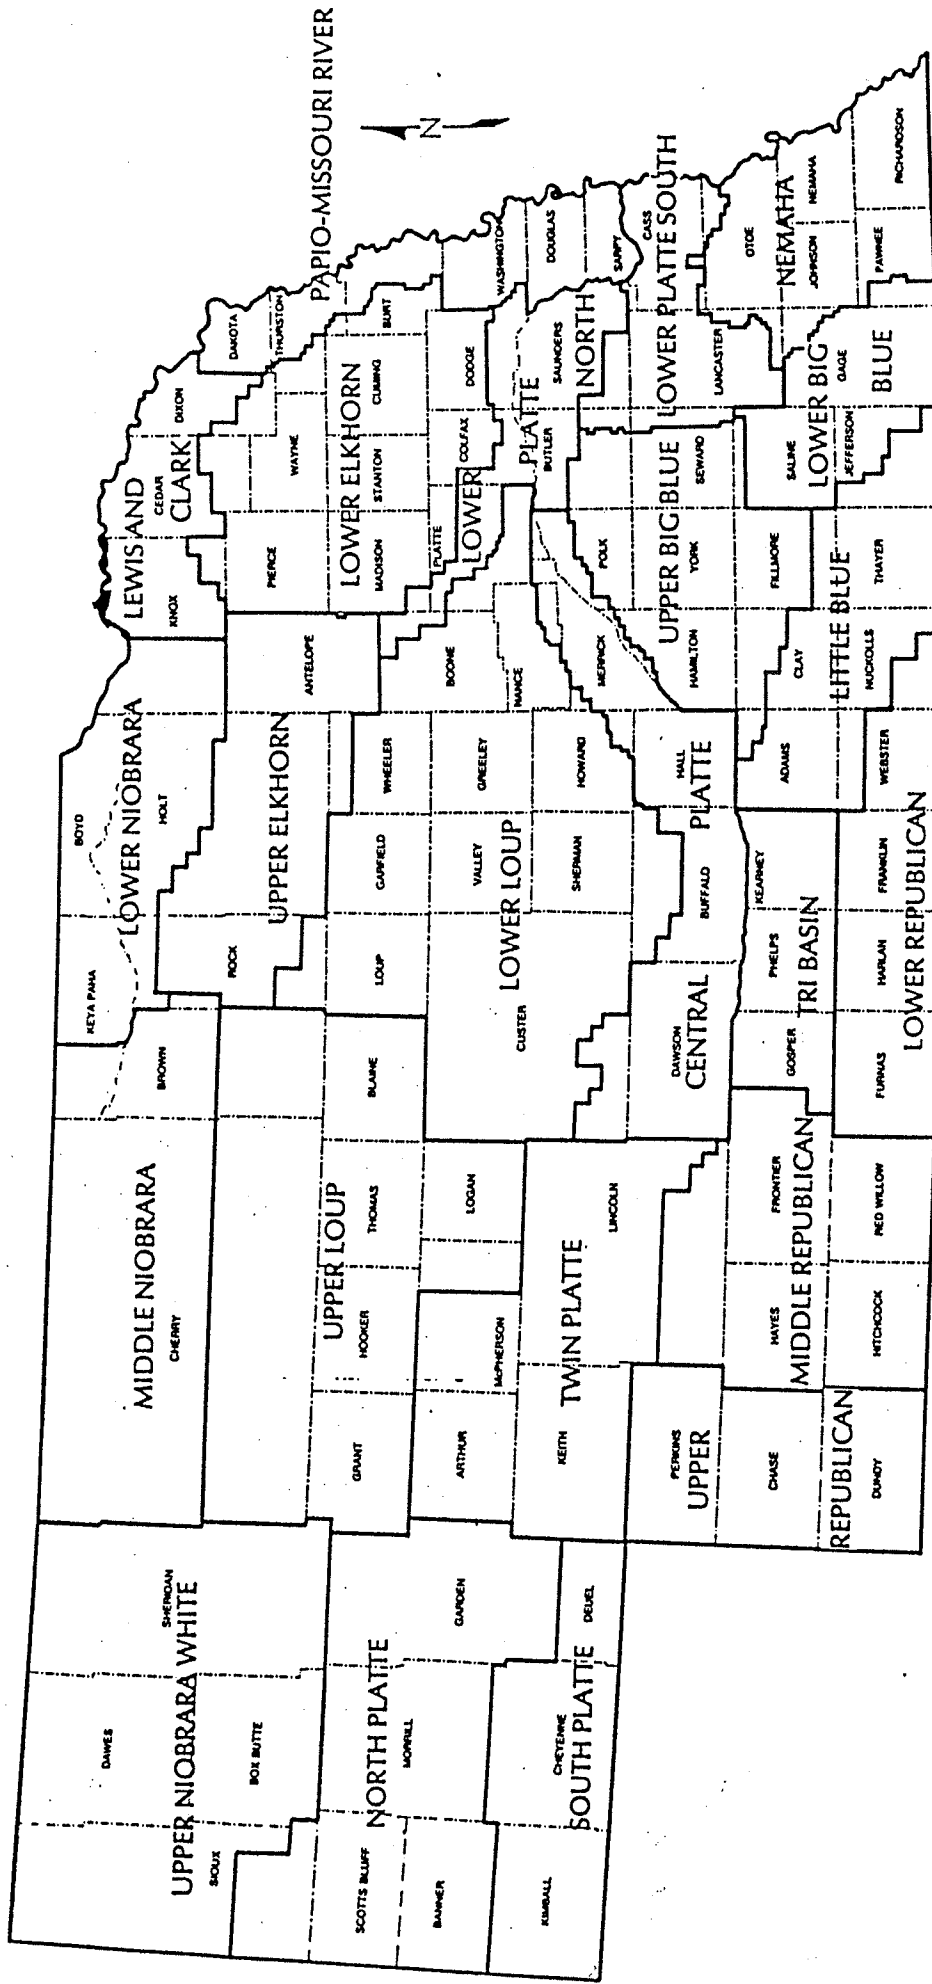 PAPIO-MISSOURI RIVER
N
LEWIS AND
CLARK
LOWER NIOBRARA
MIDDLE NIOBRARA
UPPER NIOBRARA WHITE
UPPER ELKHORN
LOWER ELKHORN
UPPER LOUP
LOWER LOUP
LOWER
PLATTE
NORTH
NORTH PLATTE
SOUTH PLATTE
TWIN PLATTE
CENTRAL
PLATTE
UPPER BIG BLUE
LOWER PLATTE SOUTH
NEMAHA
LOWER BIG
BLUE
LITTLE BLUE
TRI BASIN
UPPER
REPUBLICAN
MIDDLE REPUBLICAN
LOWER REPUBLICAN
SIOUX
DAWES
BOX BUTTE
SHERIDAN
SCOTTS BLUFF
BANNER
MORRILL
GARDEN
KIMBALL
CHEYENNE
DEUEL
CHERRY
BROWN
KEYA PAHA
BOYD
ROCK
HOLT
KNOX
CEDAR
DIXON
DAKOTA
THURSTON
ANTELOPE
PIERCE
WAYNE
GRANT
HOOKER
THOMAS
BLAINE
LOUP
GARFIELD
WHEELER
MADISON
STANTON
CUMING
BURT
ARTHUR
McPHERSON
LOGAN
CUSTER
VALLEY
GREELEY
BOONE
NANCE
PLATTE
COLFAX
DODGE
WASHINGTON
KEITH
LINCOLN
SHERMAN
HOWARD
MERRICK
POLK
BUTLER
SAUNDERS
DOUGLAS
SARPY
PERKINS
DAWSON
BUFFALO
HALL
HAMILTON
YORK
SEWARD
LANCASTER
CASS
OTOE
CHASE
HAYES
FRONTIER
GOSPER
PHELPS
KEARNEY
ADAMS
CLAY
FILLMORE
SALINE
GAGE
JOHNSON
NEMAHA
DUNDY
HITCHCOCK
RED WILLOW
FURNAS
HARLAN
FRANKLIN
WEBSTER
NUCKOLLS
THAYER
JEFFERSON
PAWNEE
RICHARDSON